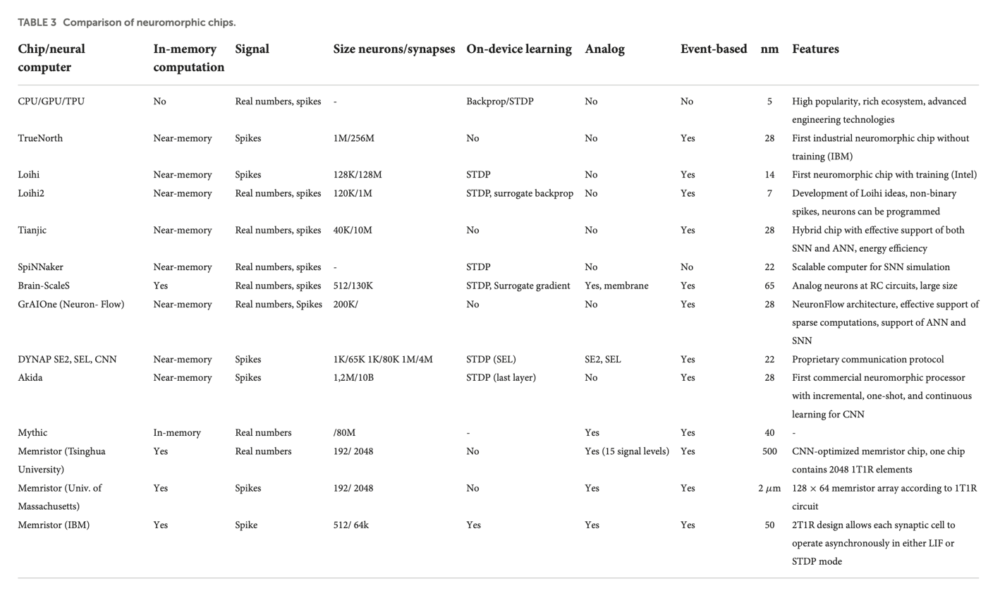 TABLE 3 Comparison of neuromorphic chips.
Chip/neural In-memory Signal Size neurons/synapses On-device learning Analog Event-based nm Features
computer computation
CPU/GPU/TPU No Real numbers, spikes - Backprop/STDP No No 5 High popularity, rich ecosystem, advanced
engineering technologies
TrueNorth Near-memory Spikes 1M/256M No No Yes 28 First industrial neuromorphic chip without
training (IBM)
Loihi Near-memory Spikes 128K/128M STDP No Yes 14 First neuromorphic chip with training (Intel)
Loihi2 Near-memory Real numbers, spikes 120K/1M STDP, surrogate backprop No Yes 7 Development of Loihi ideas, non-binary
spikes, neurons can be programmed
Tianjic Near-memory Real numbers, spikes 40K/10M No No Yes 28 Hybrid chip with effective support of both
SNN and ANN, energy efficiency
SpiNNaker Near-memory Real numbers, spikes - STDP No No 22 Scalable computer for SNN simulation
Brain-ScaleS Yes Real numbers, spikes 512/130K STDP, Surrogate gradient Yes, membrane Yes 65 Analog neurons at RC circuits, large size
GrAIOne (Neuron- Flow) Near-memory Real numbers, Spikes 200K/ No No Yes 28 NeuronFlow architecture, effective support of
sparse computations, support of ANN and
SNN
DYNAP SE2, SEL, CNN Near-memory Spikes 1K/65K 1K/80K 1M/4M STDP (SEL) SE2, SEL Yes 22 Proprietary communication protocol
Akida Near-memory Spikes 1,2M/10B STDP (last layer) No Yes 28 First commercial neuromorphic processor
with incremental, one-shot, and continuous
learning for CNN
Mythic In-memory Real numbers /80M - Yes Yes 40 -
Memristor (Tsinghua Yes Real numbers 192/ 2048 No Yes (15 signal levels) Yes 500 CNN-optimized memristor chip, one chip
University) contains 2048 1T1R elements
Memristor (Univ. of Yes Spikes 192/ 2048 No Yes Yes 2 μm 128 × 64 memristor array according to 1T1R
Massachusetts) circuit
Memristor (IBM) Yes Spike 512/ 64k Yes Yes Yes 50 2T1R design allows each synaptic cell to
operate asynchronously in either LIF or
STDP mode